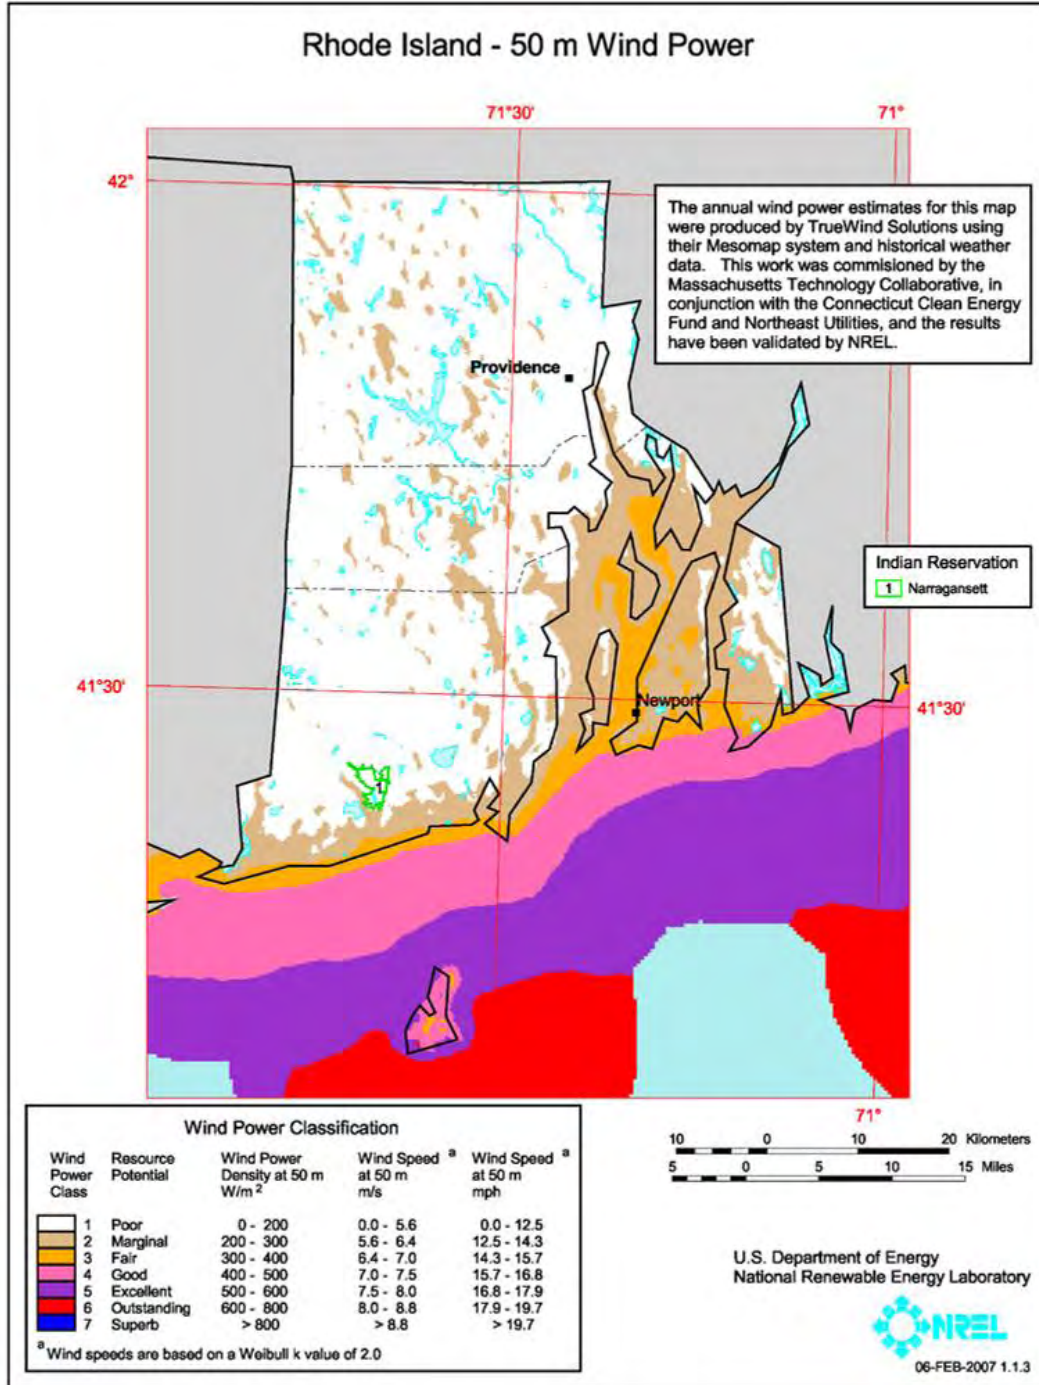 Rhode Island - 50 m Wind Power
71°30'
71°
42°
The annual wind power estimates for this map
were produced by TrueWind Solutions using
their Mesomap system and historical weather
data. This work was commisioned by the
Massachusetts Technology Collaborative, in
conjunction with the Connecticut Clean Energy
Fund and Northeast Utilities, and the results
have been validated by NREL.
Providence
Indian Reservation
1 Narragansett
41°30'
Newport
41°30'
1
71°
Wind Power Classification
Wind Power Class Resource Potential Wind Power Density at 50 m W/m² Wind Speed a at 50 m m/s Wind Speed a at 50 m mph
1 Poor 0 - 200 0.0 - 5.6 0.0 - 12.5
2 Marginal 200 - 300 5.6 - 6.4 12.5 - 14.3
3 Fair 300 - 400 6.4 - 7.0 14.3 - 15.7
4 Good 400 - 500 7.0 - 7.5 15.7 - 16.8
5 Excellent 500 - 600 7.5 - 8.0 16.8 - 17.9
6 Outstanding 600 - 800 8.0 - 8.8 17.9 - 19.7
7 Superb > 800 > 8.8 > 19.7
a Wind speeds are based on a Weibull k value of 2.0
10 0 10 20 Kilometers
5 0 5 10 15 Miles
U.S. Department of Energy
National Renewable Energy Laboratory
NREL
06-FEB-2007 1.1.3